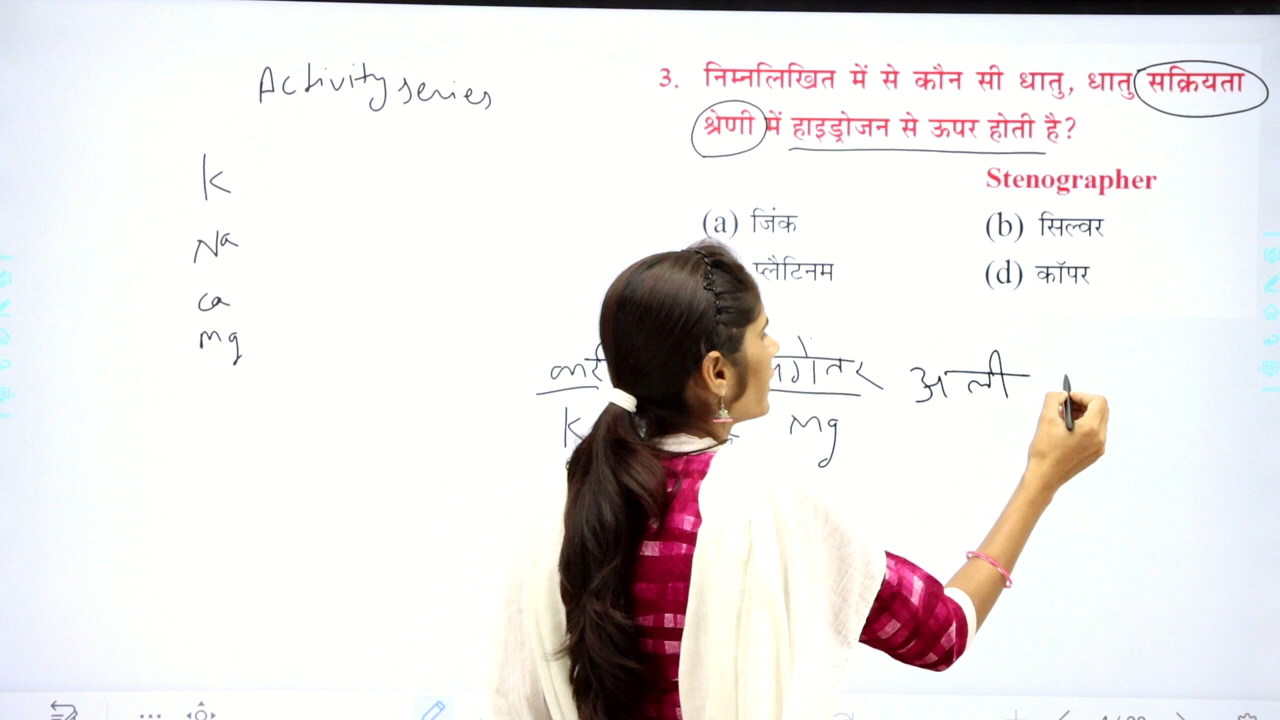 Activity series
K
Na
ca
mg
3. निम्नलिखित में से कौन सी धातु, धातु सक्रियता
श्रेणी में हाइड्रोजन से ऊपर होती है?
Stenographer
(a) जिंक
(b) सिल्वर
प्लैटिनम
(d) कॉपर
अली
K
mg